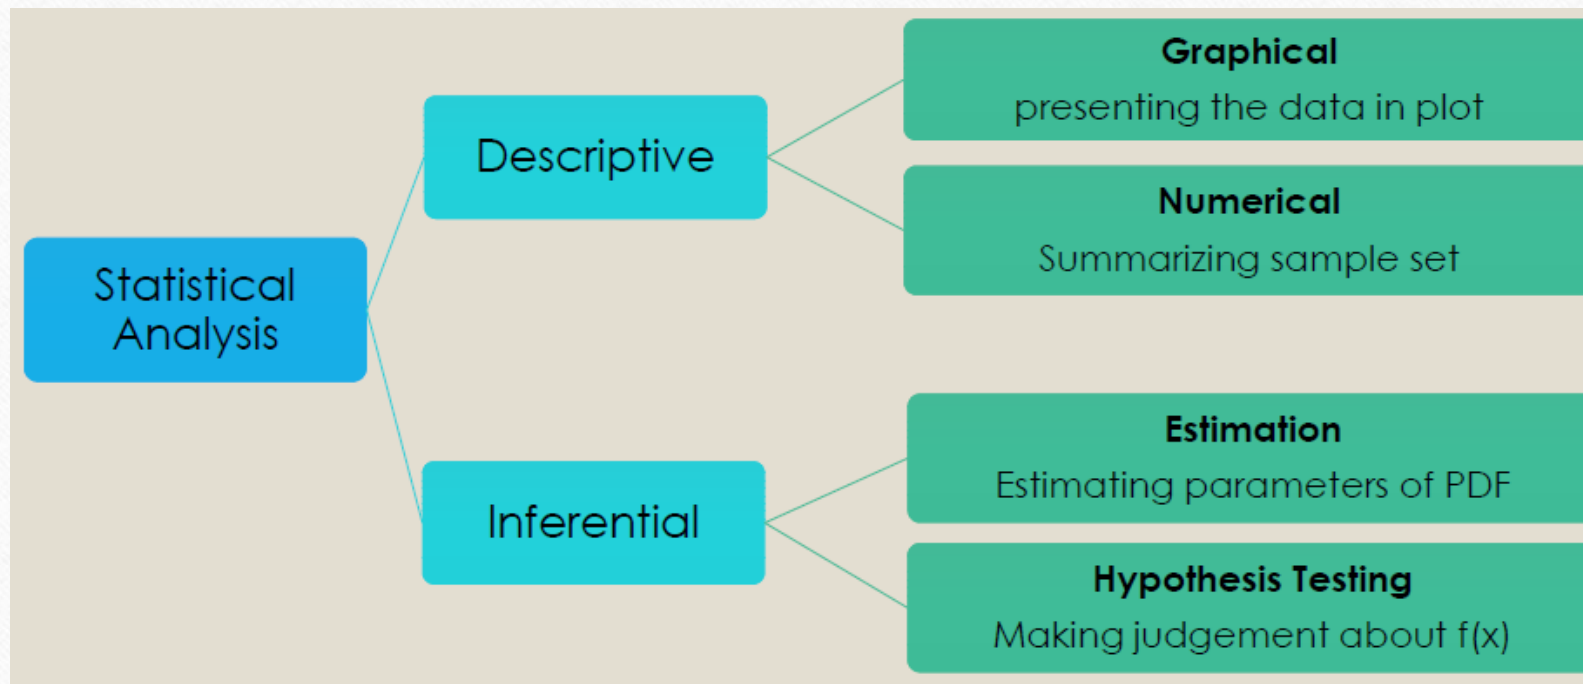 Statistical
Analysis
Descriptive
Graphical
presenting the data in plot
Numerical
Summarizing sample set
Inferential
Estimation
Estimating parameters of PDF
Hypothesis Testing
Making judgement about f(x)